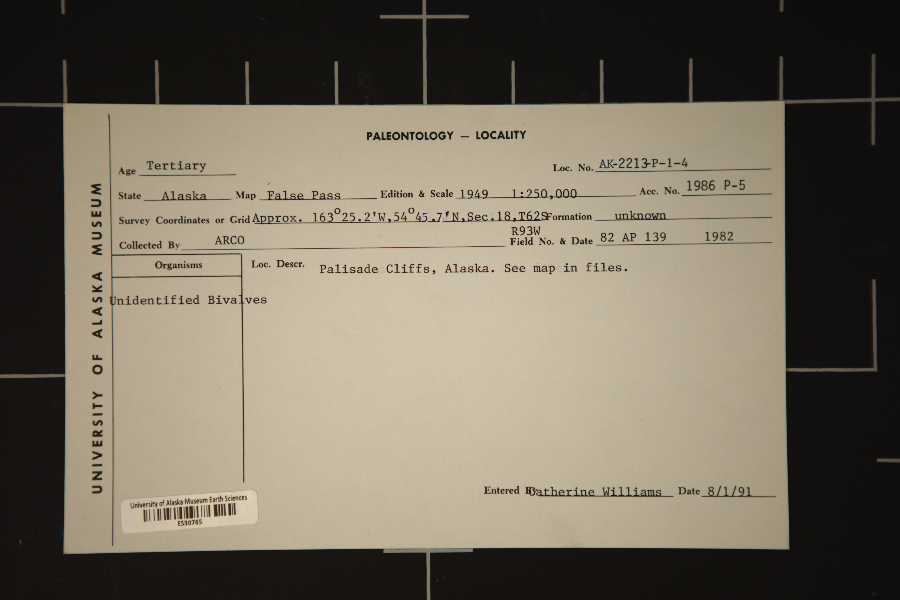 UNIVERSITY OF ALASKA MUSEUM
PALEONTOLOGY — LOCALITY
Age Tertiary Loc. No. AK-2213-P-1-4
State Alaska Map False Pass Edition & Scale 1949 1:250,000 Acc. No. 1986 P-5
Survey Coordinates or Grid Approx. 163°25.2'W,54°45.7'N,Sec.18,T62S Formation unknown
R93W
Collected By ARCO Field No. & Date 82 AP 139 1982
Organisms Loc. Descr. Palisade Cliffs, Alaska. See map in files.
Unidentified Bivalves
Entered By Catherine Williams Date 8/1/91
University of Alaska Museum Earth Sciences
ES30765